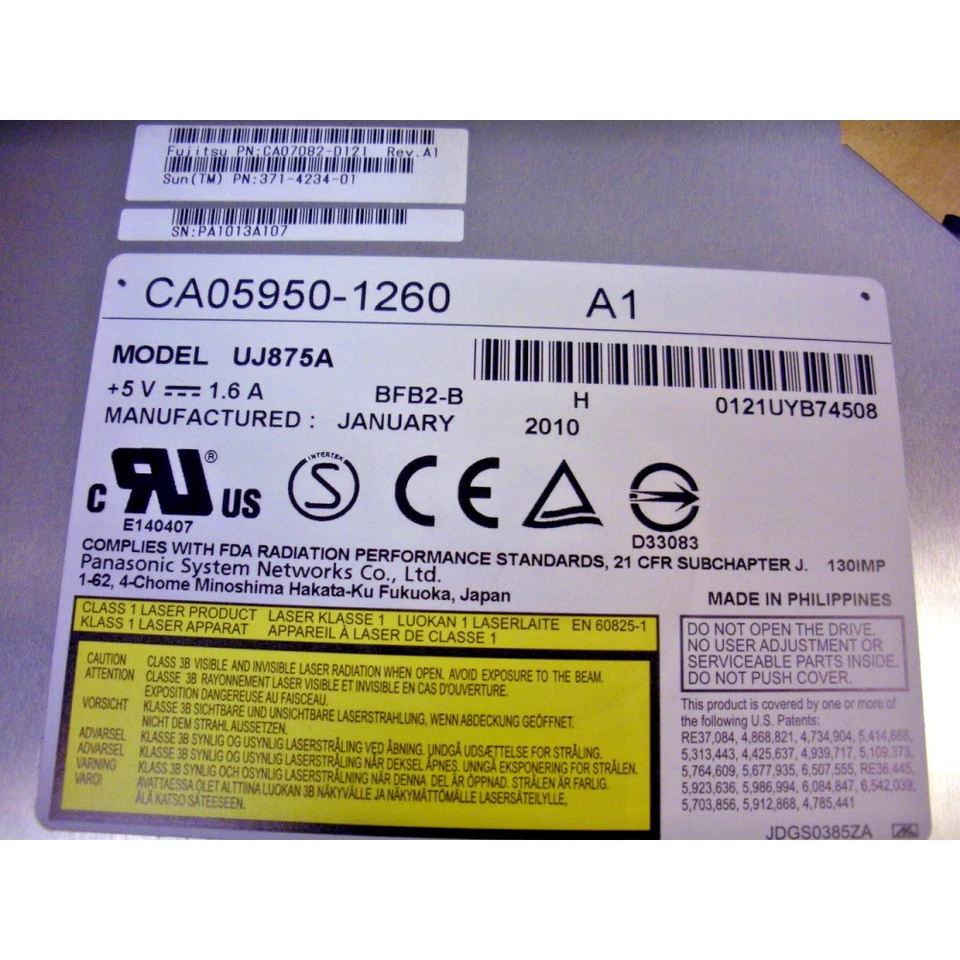 Fujitsu PN:CA07082-D121 Rev.A1
Sun(TM) PN:371-4234-01
SN:PA1013A107
CA05950-1260 A1
MODEL UJ875A
+5 V ⎓ 1.6 A BFB2-B H 0121UYB74508
MANUFACTURED : JANUARY 2010
C RU ® US
E140407
INTERTEK
S
CE
D33083
COMPLIES WITH FDA RADIATION PERFORMANCE STANDARDS, 21 CFR SUBCHAPTER J. 130IMP
Panasonic System Networks Co., Ltd.
1-62, 4-Chome Minoshima Hakata-Ku Fukuoka, Japan
MADE IN PHILIPPINES
CLASS 1 LASER PRODUCT LASER KLASSE 1 LUOKAN 1 LASERLAITE EN 60825-1
KLASS 1 LASER APPARAT APPAREIL À LASER DE CLASSE 1
CAUTION CLASS 3B VISIBLE AND INVISIBLE LASER RADIATION WHEN OPEN. AVOID EXPOSURE TO THE BEAM.
ATTENTION CLASSE 3B RAYONNEMENT LASER VISIBLE ET INVISIBLE EN CAS D'OUVERTURE.
EXPOSITION DANGEREUSE AU FAISCEAU.
VORSICHT KLASSE 3B SICHTBARE UND UNSICHTBARE LASERSTRAHLUNG, WENN ABDECKUNG GEÖFFNET.
NICHT DEM STRAHL AUSSETZEN.
ADVARSEL KLASSE 3B SYNLIG OG USYNLIG LASERSTRÅLING VED ÅBNING. UNDGÅ UDSÆTTELSE FOR STRÅLING.
ADVARSEL KLASSE 3B SYNLIG OG USYNLIG LASERSTRÅLING NÅR DEKSEL ÅPNES. UNNGÅ EKSPONERING FOR STRÅLEN.
VARNING KLASS 3B SYNLIG OCH OSYNLIG LASERSTRÅLNING NÄR DENNA DEL ÄR ÖPPNAD. STRÅLEN ÄR FARLIG.
VARO! AVATTAESSA OLET ALTTIINA LUOKAN 3B NÄKYVÄLLE JA NÄKYMÄTTÖMÄLLE LASERSÄTEILYLLE,
ÄLÄ KATSO SÄTEESEEN.
DO NOT OPEN THE DRIVE.
NO USER ADJUSTMENT OR
SERVICEABLE PARTS INSIDE.
DO NOT PUSH COVER.
This product is covered by one or more of
the following U.S. Patents:
RE37,084, 4,868,821, 4,734,904, 5,414,686,
5,313,443, 4,425,637, 4,939,717, 5,109,373,
5,764,609, 5,677,935, 6,507,555, RE36,445,
5,923,636, 5,986,994, 6,084,847, 6,542,039,
5,703,856, 5,912,868, 4,785,441
JDGS0385ZA